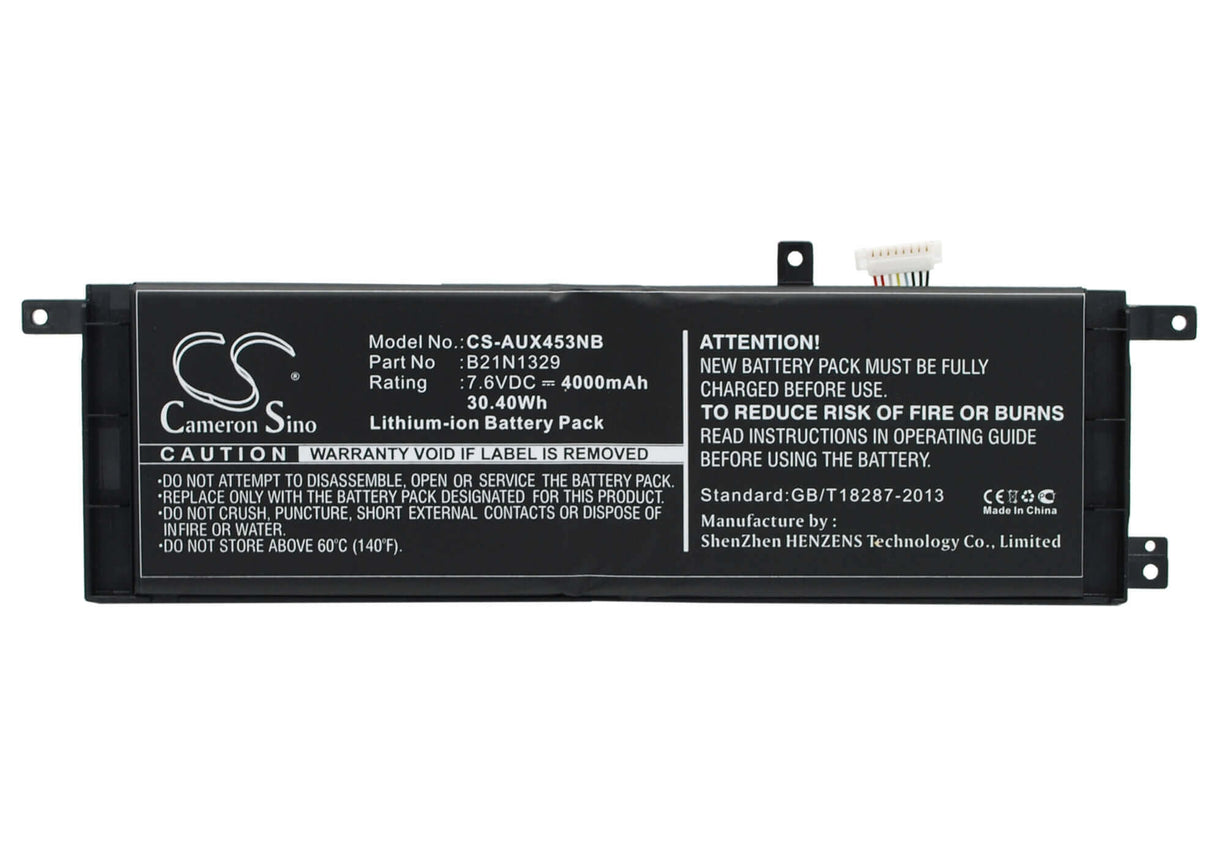 CS®
Cameron Sino
Model No.:CS-AUX453NB
Part No :B21N1329
Rating :7.6VDC ⎓ 4000mAh
30.40Wh
Lithium-ion Battery Pack
CAUTION WARRANTY VOID IF LABEL IS REMOVED
•DO NOT ATTEMPT TO DISASSEMBLE, OPEN OR SERVICE THE BATTERY PACK.
•REPLACE ONLY WITH THE BATTERY PACK DESIGNATED FOR THE PRODUCT.
•DO NOT CRUSH, PUNCTURE, SHORT EXTERNAL CONTACTS OR DISPOSE OF
INFIRE OR WATER.
•DO NOT STORE ABOVE 60°C (140°F).
ATTENTION!
NEW BATTERY PACK MUST BE FULLY
CHARGED BEFORE USE.
TO REDUCE RISK OF FIRE OR BURNS
READ INSTRUCTIONS IN OPERATING GUIDE
BEFORE USING THE BATTERY.
Standard:GB/T18287-2013
CE
Made In China
Manufacture by :
ShenZhen HENZENS Technology Co., Limited